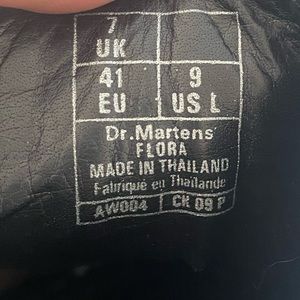 7
UK
41 9
EU US L
Dr.Martens
FLORA
MADE IN THAILAND
Fabriqué en Thaïlande
AW004 CK 09 P